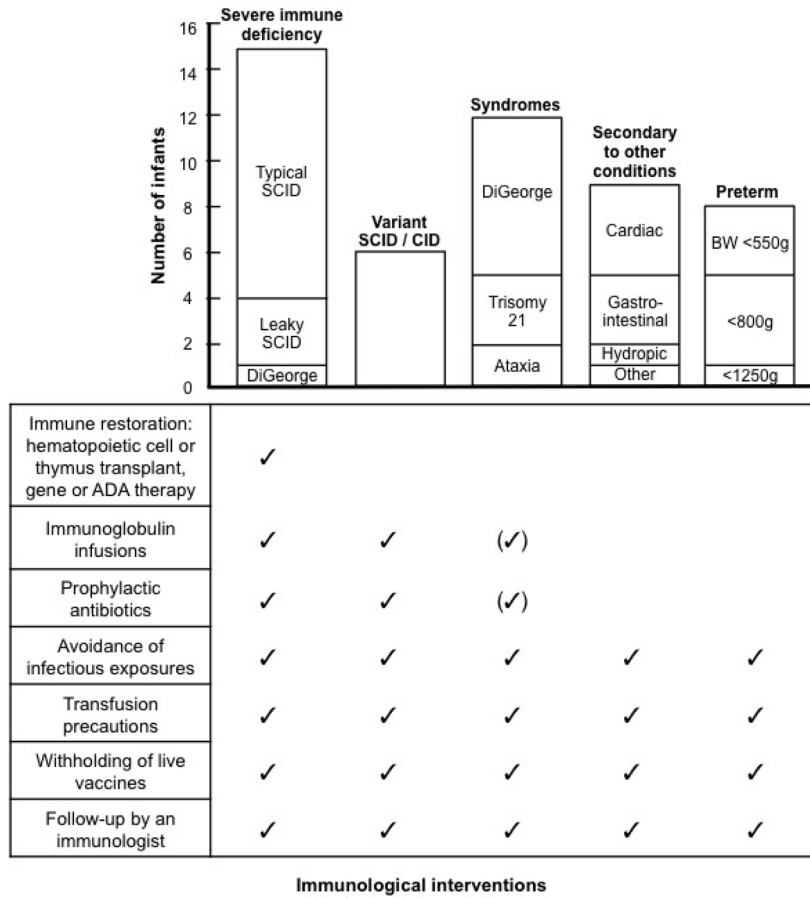 Severe immune
deficiency
16
14
12
10
8
6
4
2
0
Number of infants
Typical
SCID
Leaky
SCID
DiGeorge
Variant
SCID / CID
Syndromes
DiGeorge
Trisomy
21
Ataxia
Secondary
to other
conditions
Cardiac
Gastro-
intestinal
Hydropic
Other
Preterm
BW <550g
<800g
<1250g
Immune restoration:
hematopoietic cell or
thymus transplant,
gene or ADA therapy
✓
Immunoglobulin
infusions
✓ ✓ (✓)
Prophylactic
antibiotics
✓ ✓ (✓)
Avoidance of
infectious exposures
✓ ✓ ✓ ✓ ✓
Transfusion
precautions
✓ ✓ ✓ ✓ ✓
Withholding of live
vaccines
✓ ✓ ✓ ✓ ✓
Follow-up by an
immunologist
✓ ✓ ✓ ✓ ✓
Immunological interventions